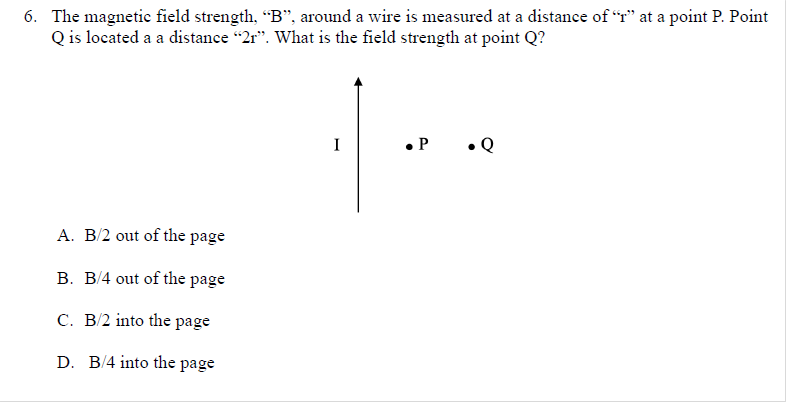 6. The magnetic field strength, “B”, around a wire is measured at a distance of “r” at a point P. Point
Q is located a a distance “2r”. What is the field strength at point Q?
I
P
Q
A. B/2 out of the page
B. B/4 out of the page
C. B/2 into the page
D. B/4 into the page